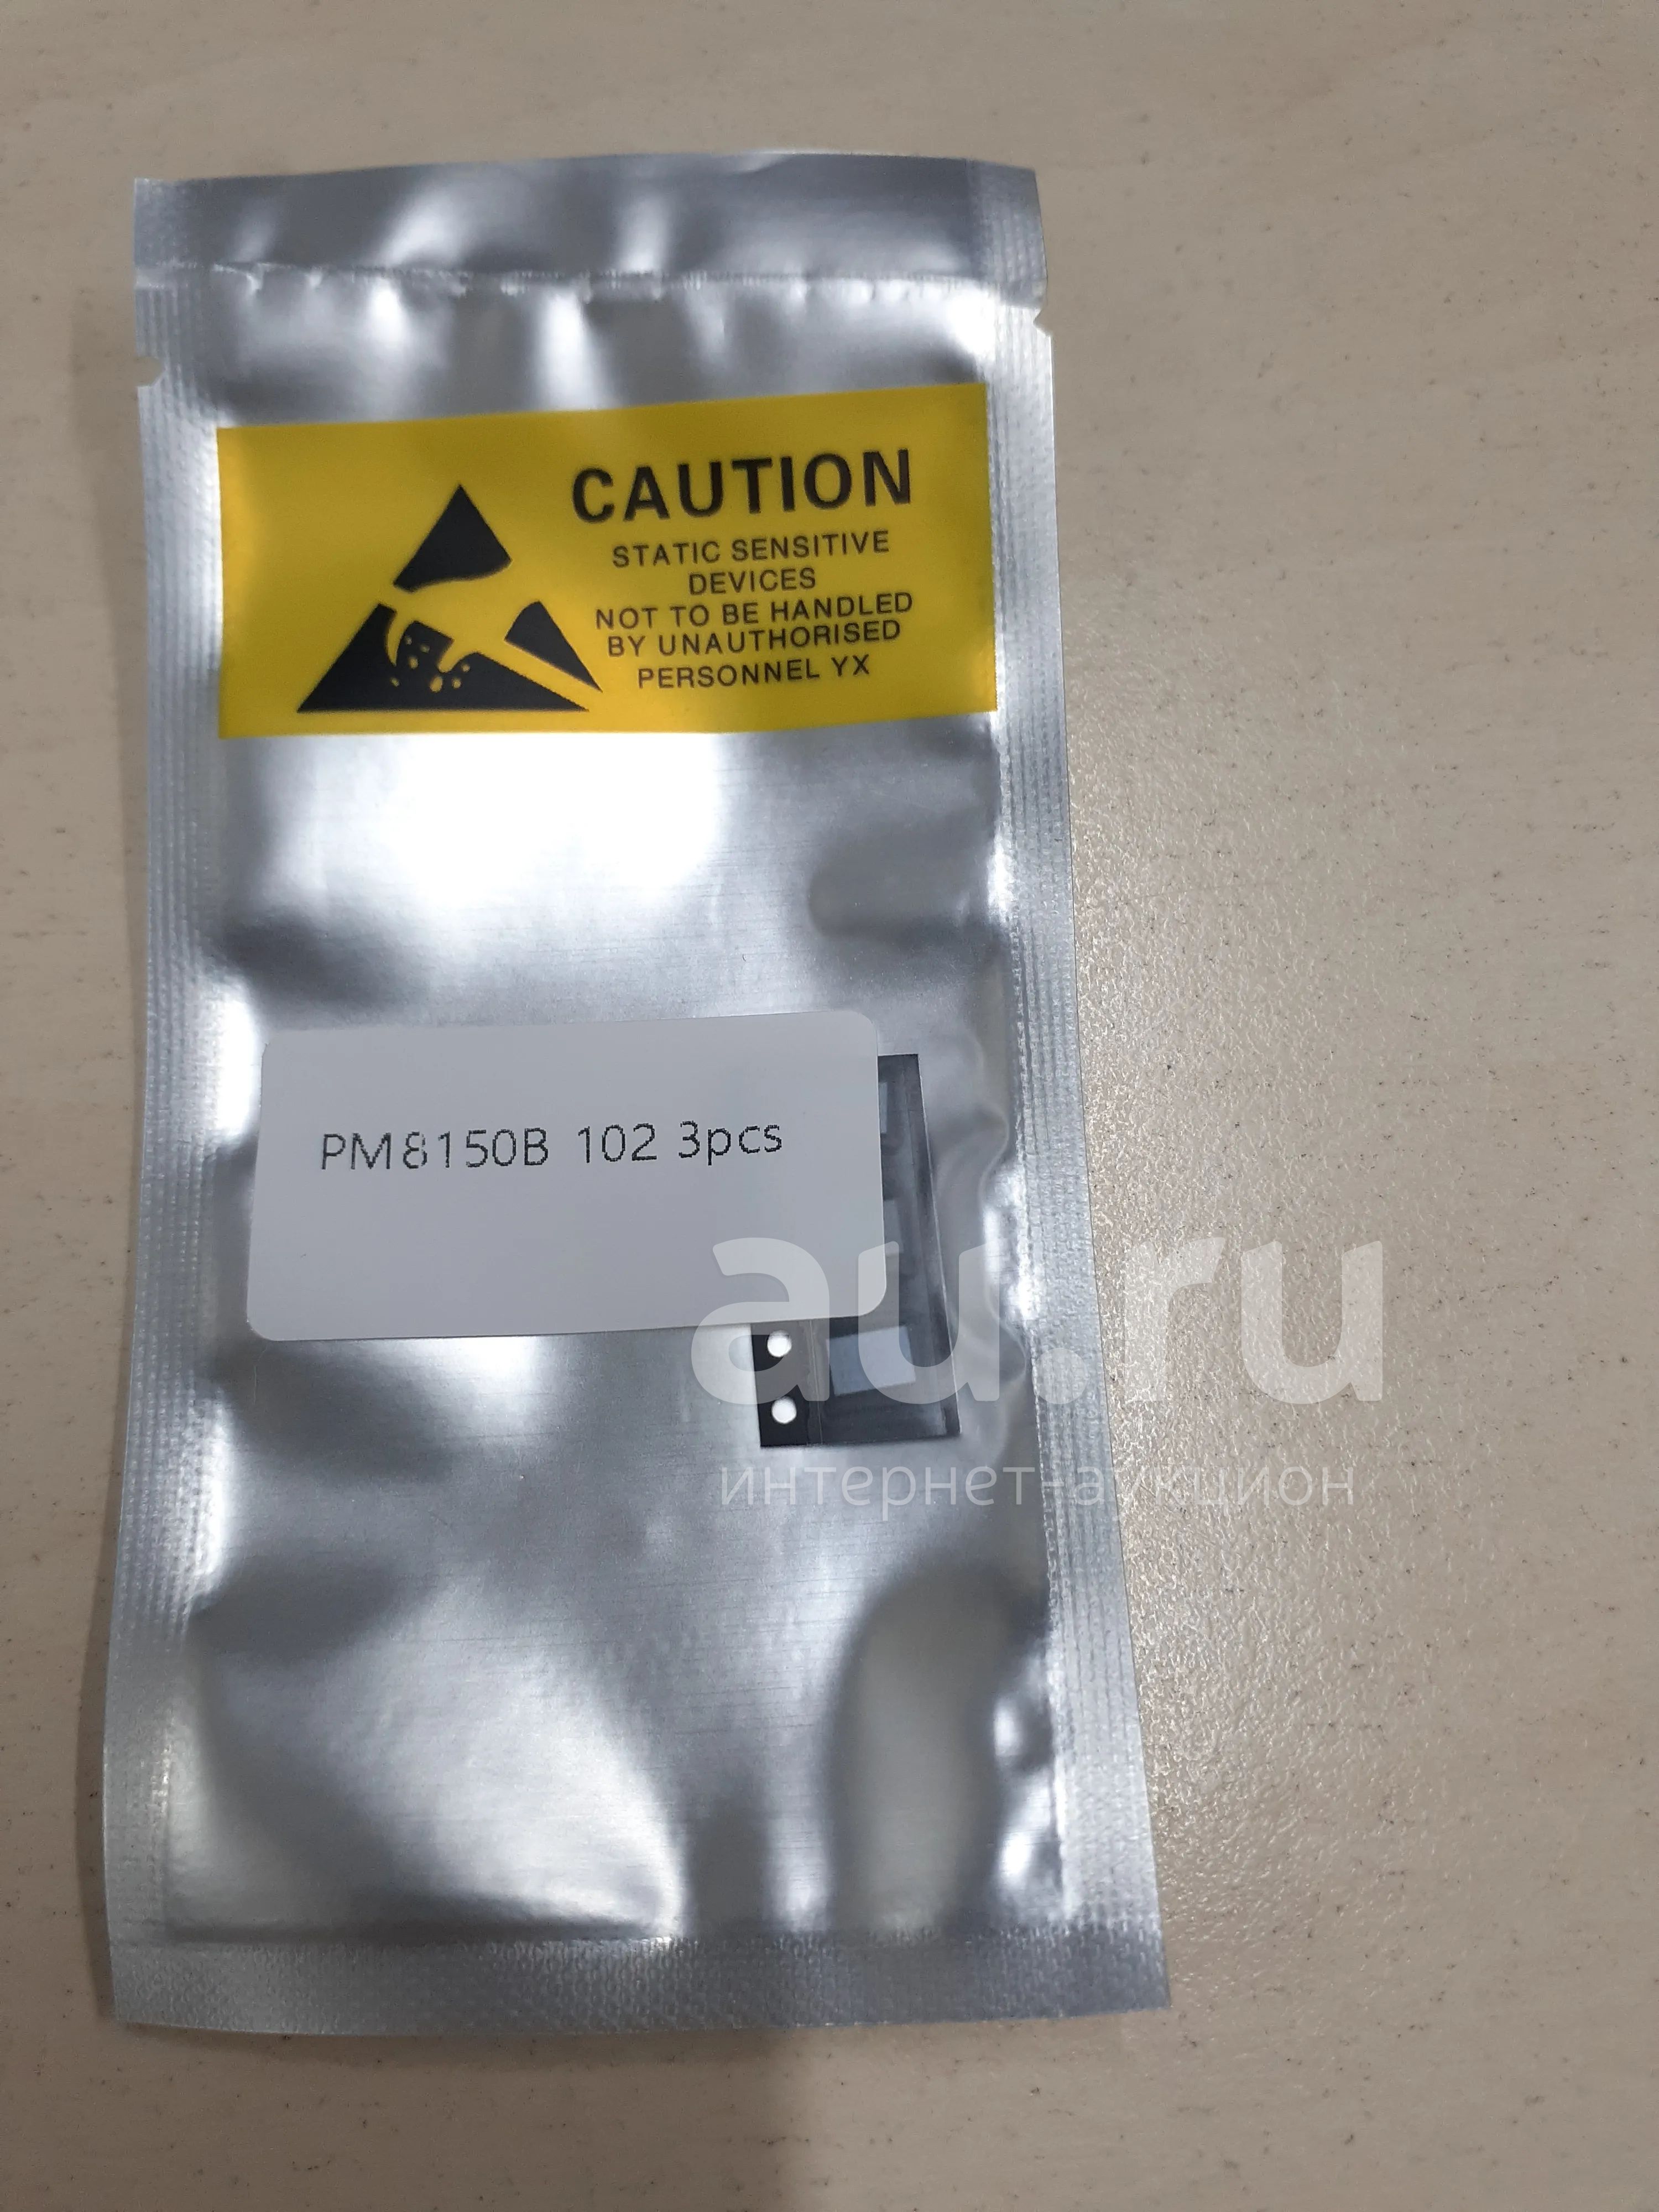 CAUTION
STATIC SENSITIVE
DEVICES
NOT TO BE HANDLED
BY UNAUTHORISED
PERSONNEL YX
PM8150B 102 3pcs
au.ru
интернет-аукцион